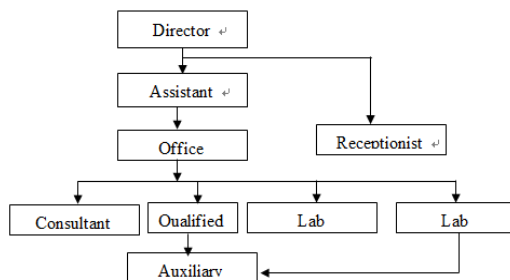 Director ↵
Assistant ↵
Office
Receptionist ↵
Consultant
Qualified
Lab
Lab
Auxiliary